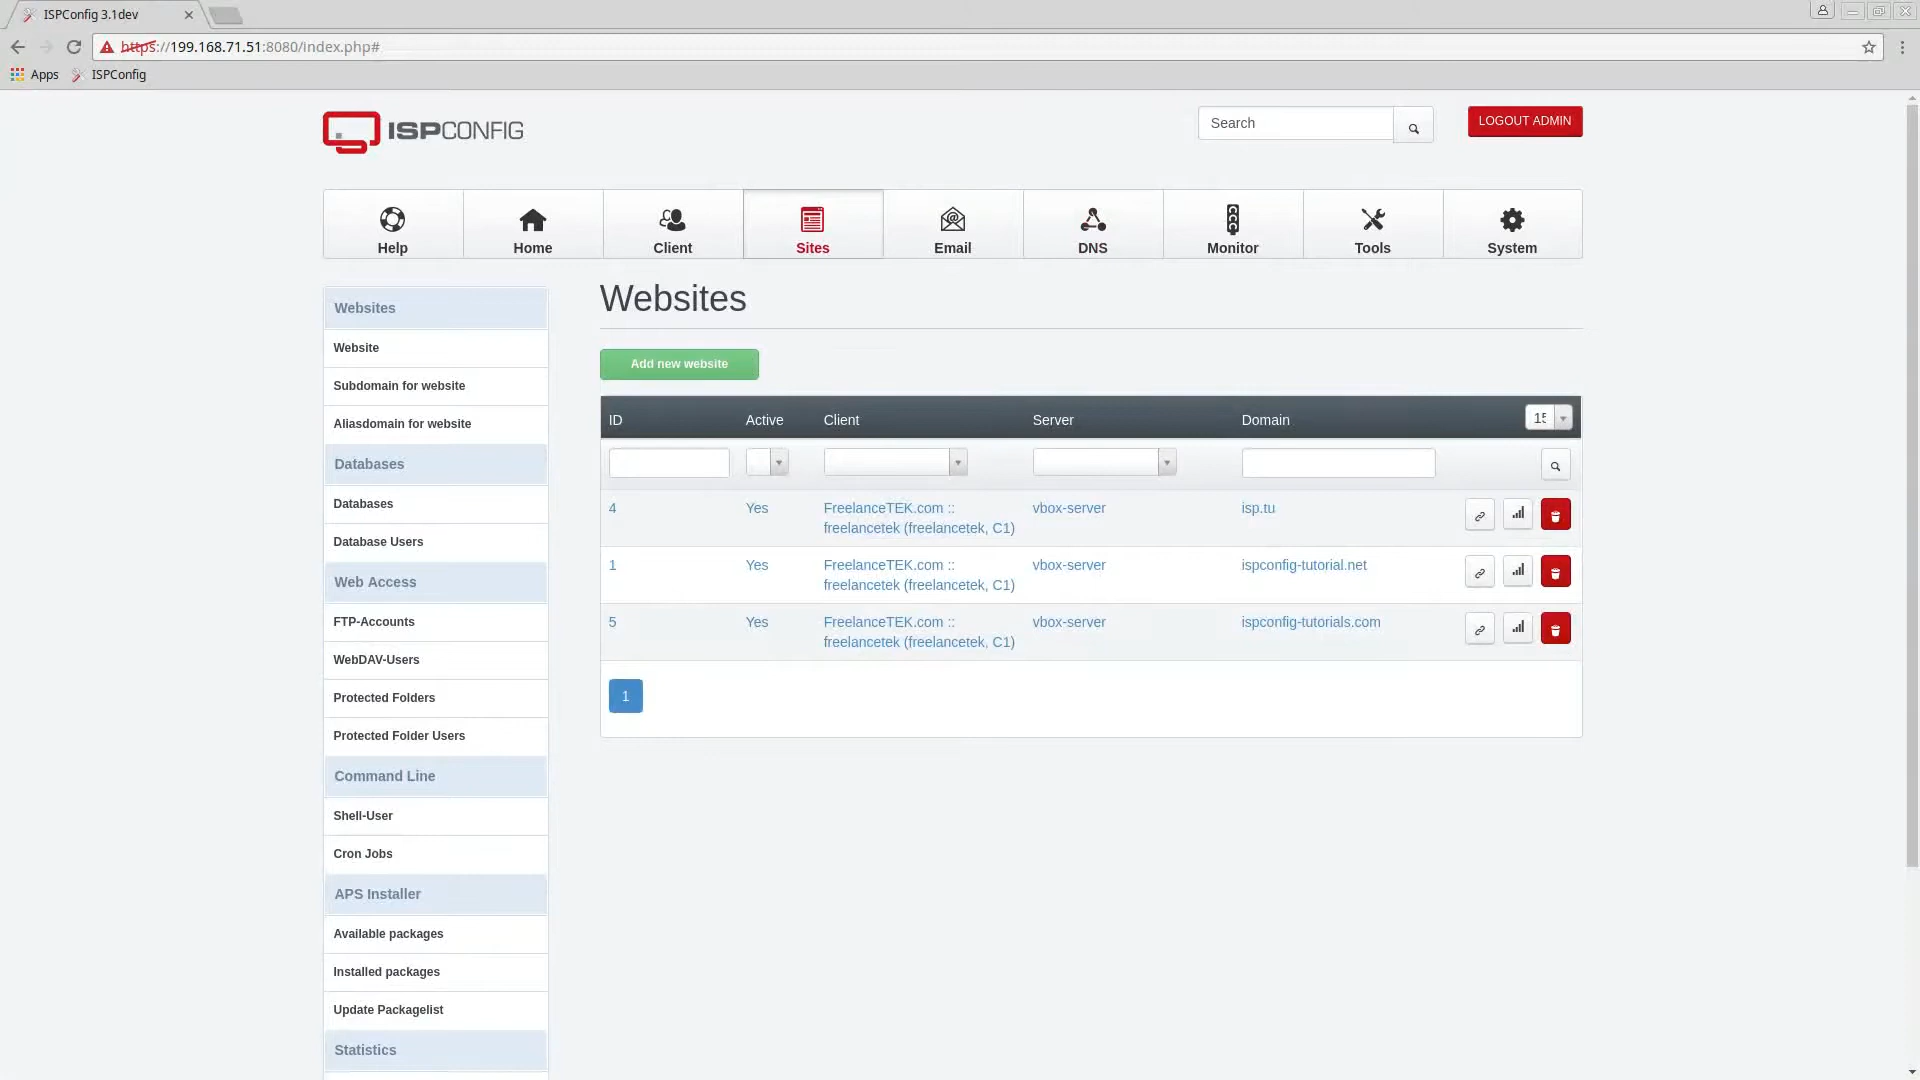 ISPConfig 3.1dev
https://199.168.71.51:8080/index.php#
Apps
ISPConfig
ISPCONFIG
Search
LOGOUT ADMIN
Help
Home
Client
Sites
Email
DNS
Monitor
Tools
System
Websites
Website
Subdomain for website
Aliasdomain for website
Databases
Databases
Database Users
Web Access
FTP-Accounts
WebDAV-Users
Protected Folders
Protected Folder Users
Command Line
Shell-User
Cron Jobs
APS Installer
Available packages
Installed packages
Update Packagelist
Statistics
Websites
Add new website
ID Active Client Server Domain 15
4 Yes FreelanceTEK.com :: vbox-server isp.tu
freelancetek (freelancetek, C1)
1 Yes FreelanceTEK.com :: vbox-server ispconfig-tutorial.net
freelancetek (freelancetek, C1)
5 Yes FreelanceTEK.com :: vbox-server ispconfig-tutorials.com
freelancetek (freelancetek, C1)
1